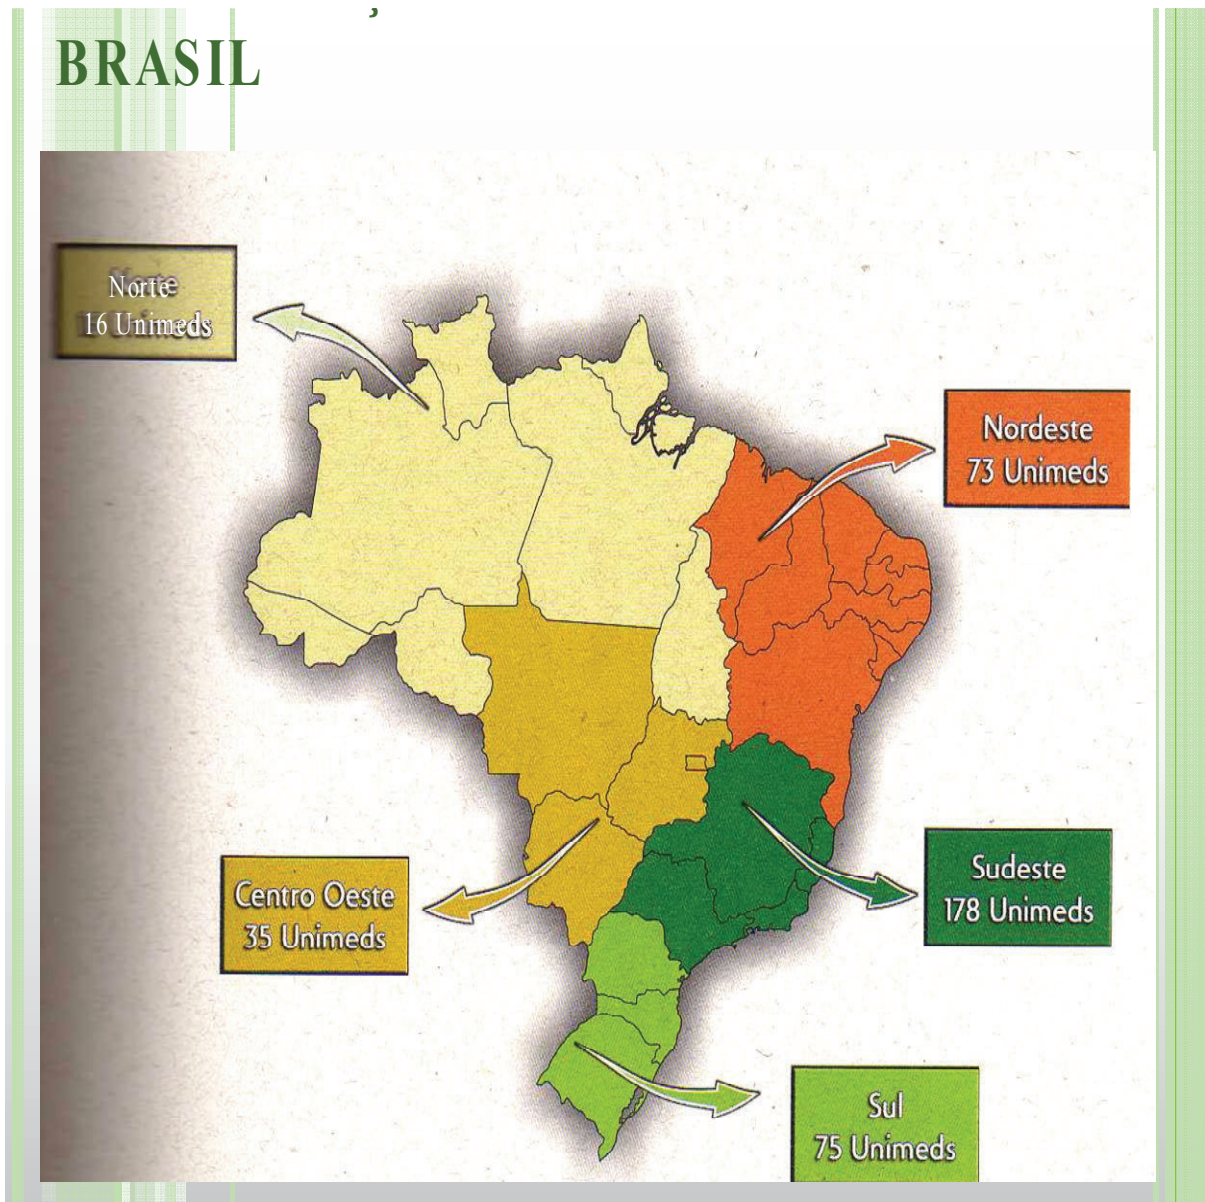 BRASIL
Norte
16 Unimeds
Nordeste
73 Unimeds
Centro Oeste
35 Unimeds
Sudeste
178 Unimeds
Sul
75 Unimeds